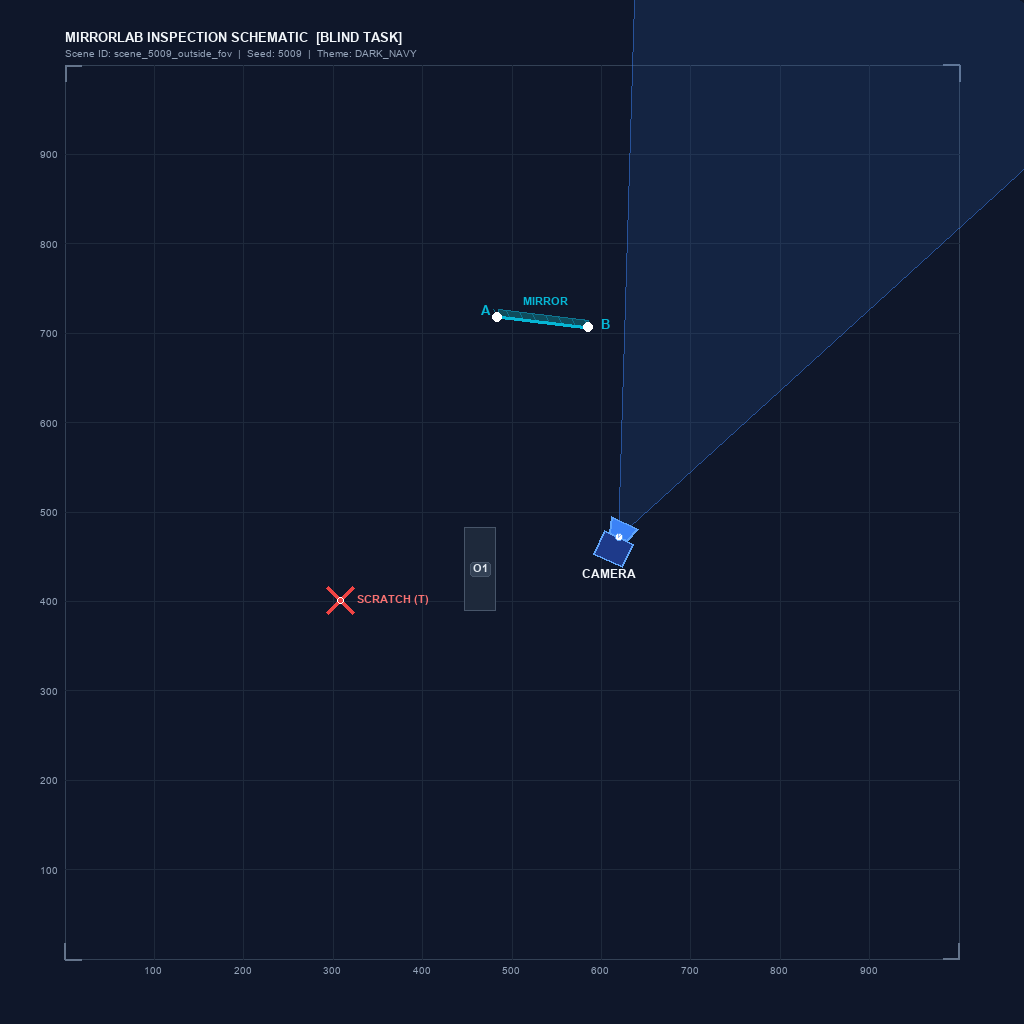 MIRRORLAB INSPECTION SCHEMATIC [BLIND TASK]
Scene ID: scene_5009_outside_fov | Seed: 5009 | Theme: DARK_NAVY
900
800
700
600
500
400
300
200
100
MIRROR
A
B
O1
CAMERA
SCRATCH (T)
100 200 300 400 500 600 700 800 900